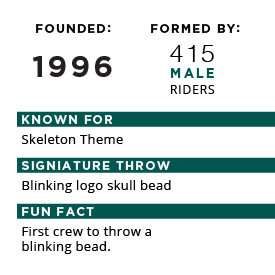 FOUNDED: FORMED BY:
1996 415
MALE
RIDERS
KNOWN FOR
Skeleton Theme
SIGNIATURE THROW
Blinking logo skull bead
FUN FACT
First crew to throw a
blinking bead.